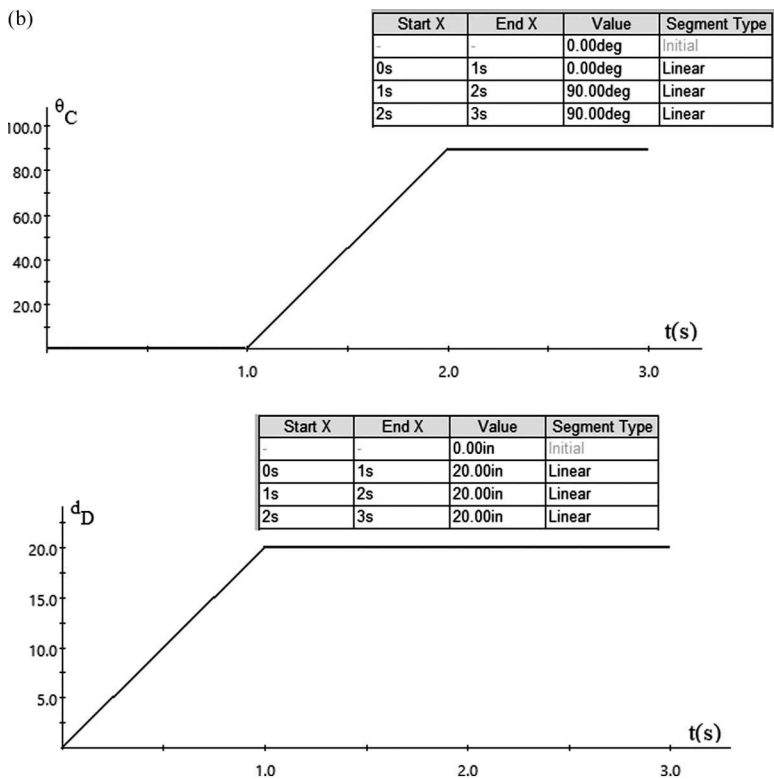 (b)
Start X End X Value Segment Type
- - 0.00deg Initial
0s 1s 0.00deg Linear
1s 2s 90.00deg Linear
2s 3s 90.00deg Linear
θC
100.0
80.0
60.0
40.0
20.0
t(s)
1.0 2.0 3.0
Start X End X Value Segment Type
- - 0.00in Initial
0s 1s 20.00in Linear
1s 2s 20.00in Linear
2s 3s 20.00in Linear
dD
20.0
15.0
10.0
5.0
t(s)
1.0 2.0 3.0